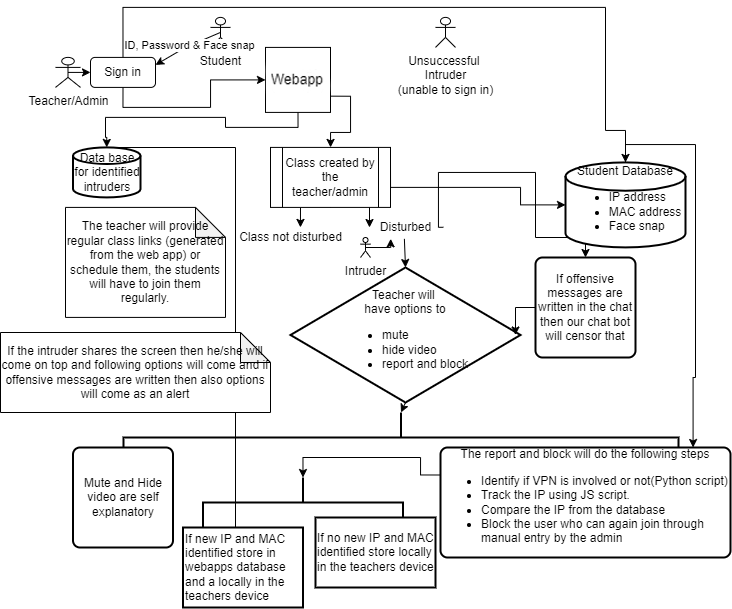 ID, Password & Face snap
Student
Sign in
Teacher/Admin
Webapp
Unsuccessful
Intruder
(unable to sign in)
Data base
for identified
intruders
Class created by
the
teacher/admin
Student Database
• IP address
• MAC address
• Face snap
The teacher will provide
regular class links (generated
from the web app) or
schedule them, the students
will have to join them
regularly.
Class not disturbed
Disturbed
Intruder
If offensive
messages are
written in the chat
then our chat bot
will censor that
Teacher will
have options to
• mute
• hide video
• report and block
If the intruder shares the screen then he/she will
come on top and following options will come and if
offensive messages are written then also options
will come as an alert
Mute and Hide
video are self
explanatory
The report and block will do the following steps
• Identify if VPN is involved or not(Python script)
• Track the IP using JS script.
• Compare the IP from the database
• Block the user who can again join through
manual entry by the admin
If new IP and MAC
identified store in
webapps database
and a locally in the
teachers device
If no new IP and MAC
identified store locally
in the teachers device